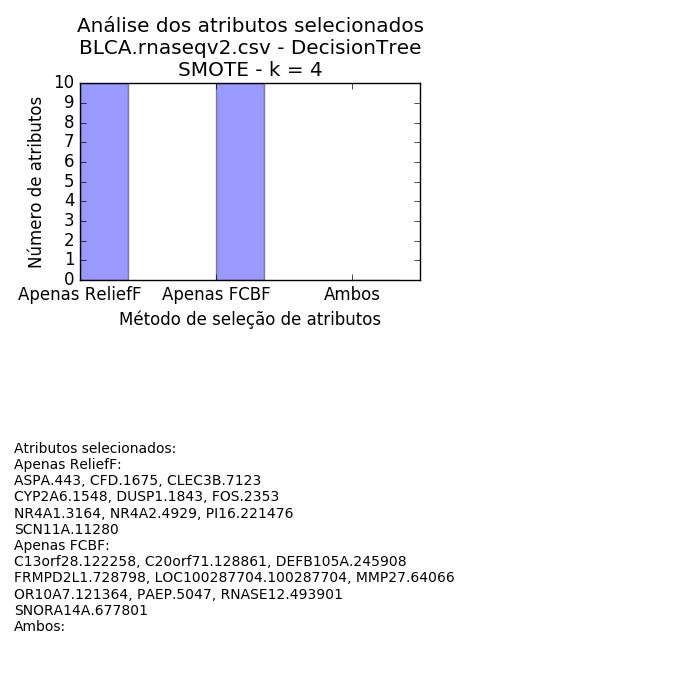 Análise dos atributos selecionados
BLCA.rnaseqv2.csv - DecisionTree
SMOTE - k = 4
10
9
8
7
6
5
4
3
2
1
0
Número de atributos
Apenas ReliefF
Apenas FCBF
Ambos
Método de seleção de atributos
Atributos selecionados:
Apenas ReliefF:
ASPA.443, CFD.1675, CLEC3B.7123
CYP2A6.1548, DUSP1.1843, FOS.2353
NR4A1.3164, NR4A2.4929, PI16.221476
SCN11A.11280
Apenas FCBF:
C13orf28.122258, C20orf71.128861, DEFB105A.245908
FRMPD2L1.728798, LOC100287704.100287704, MMP27.64066
OR10A7.121364, PAEP.5047, RNASE12.493901
SNORA14A.677801
Ambos: